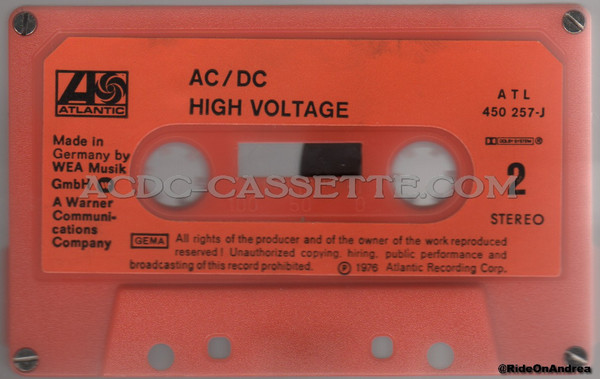 ATLANTIC
AC/DC
HIGH VOLTAGE
ATL
450 257-J
Made in
Germany by
WEA Musik
GmbH
A Warner
Communi-
cations
Company
DOLBY SYSTEM
2
STEREO
ACDC-CASSETTE.COM
GEMA
All rights of the producer and of the owner of the work reproduced
reserved! Unauthorized copying, hiring, public performance and
broadcasting of this record prohibited. Ⓟ 1976 Atlantic Recording Corp.
@RideOnAndrea